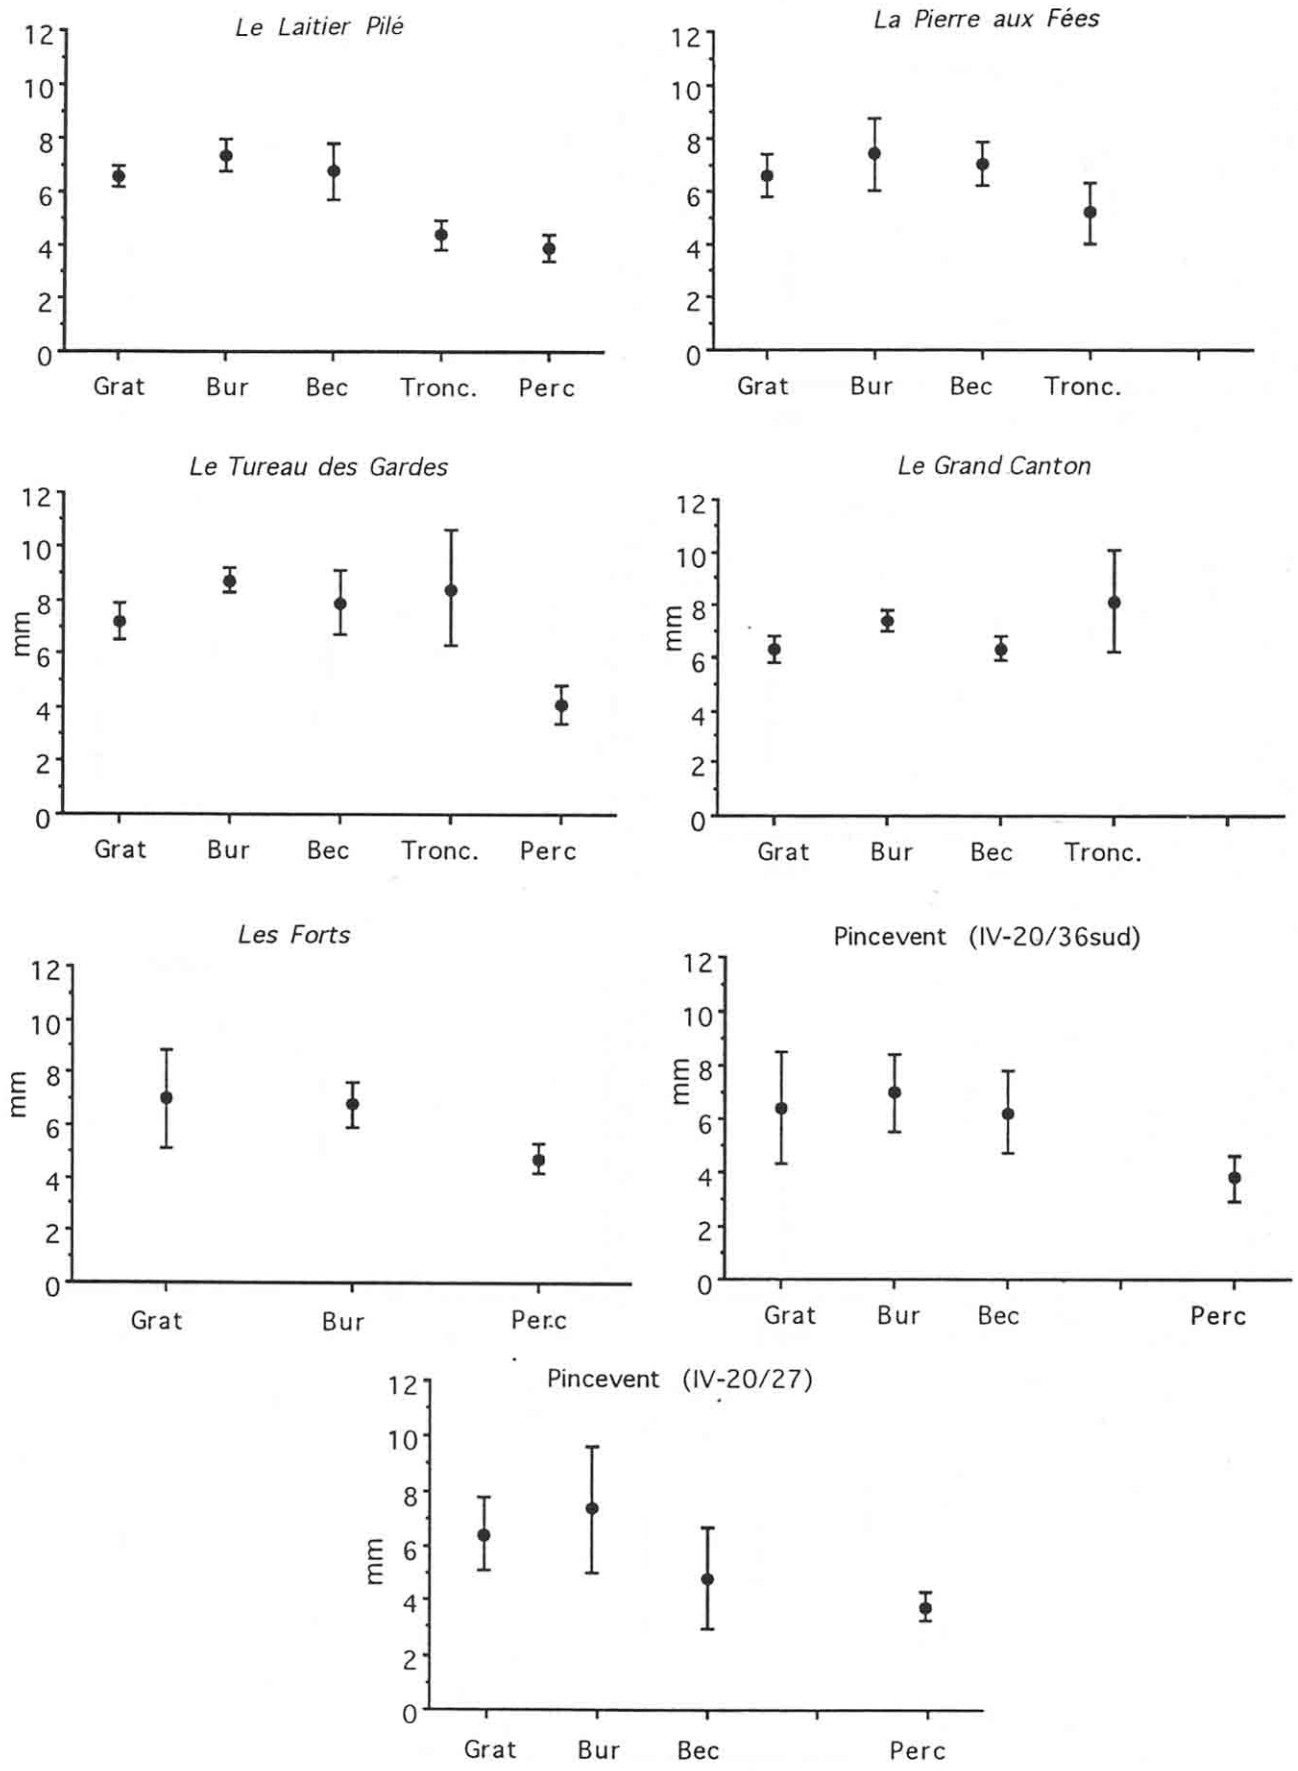 Le Laitier Pilé
12
10
8
6
4
2
0
Grat Bur Bec Tronc. Perc
La Pierre aux Fées
12
10
8
6
4
2
0
Grat Bur Bec Tronc.
Le Tureau des Gardes
12
10
8
6
4
2
0
mm
Grat Bur Bec Tronc. Perc
Le Grand Canton
12
10
8
6
4
2
0
mm
Grat Bur Bec Tronc.
Les Forts
12
10
8
6
4
2
0
mm
Grat Bur Perc
Pincevent (IV-20/36sud)
12
10
8
6
4
2
0
mm
Grat Bur Bec Perc
Pincevent (IV-20/27)
12
10
8
6
4
2
0
mm
Grat Bur Bec Perc